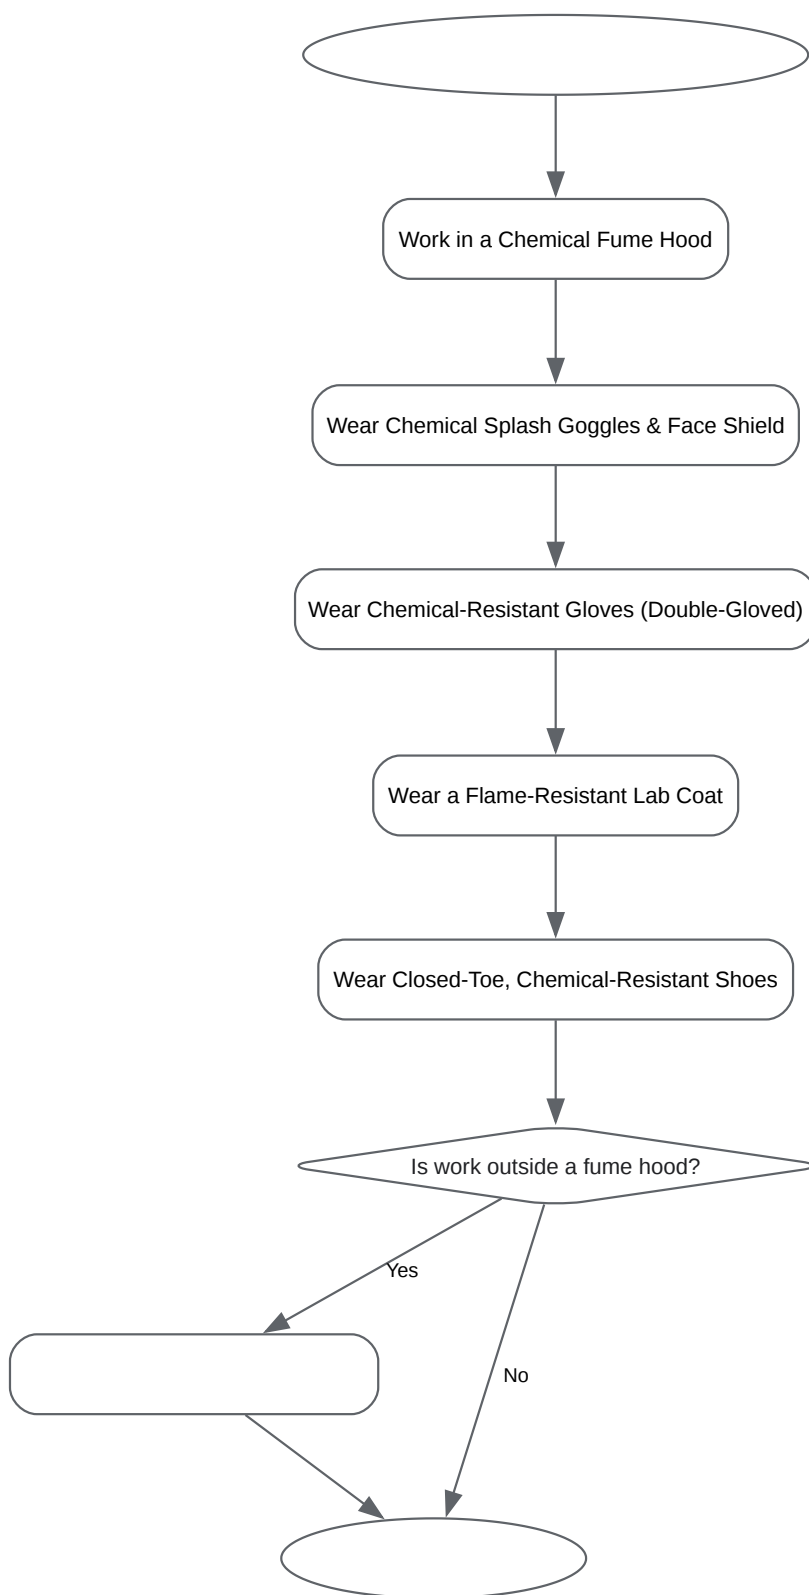 Work in a Chemical Fume Hood
Wear Chemical Splash Goggles & Face Shield
Wear Chemical-Resistant Gloves (Double-Gloved)
Wear a Flame-Resistant Lab Coat
Wear Closed-Toe, Chemical-Resistant Shoes
Is work outside a fume hood?
Yes
No